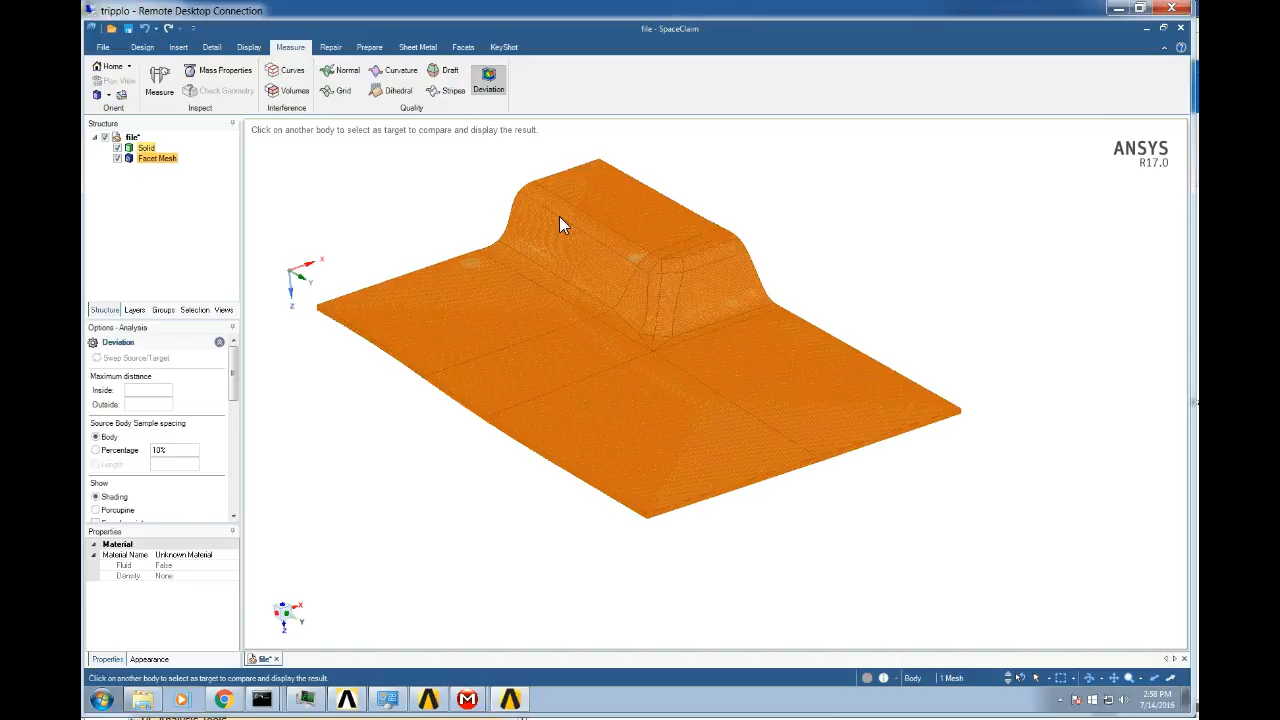 tripplo - Remote Desktop Connection
file - SpaceClaim
File Design Insert Detail Display Measure Repair Prepare Sheet Metal Facets KeyShot
Home Mass Properties Curves Normal Curvature Draft
Plan View Measure Check Geometry Volumes Grid Dihedral Stripes Deviation
Orient Inspect Interference Quality
Structure
Click on another body to select as target to compare and display the result.
file*
Solid
Facet Mesh
ANSYS
R17.0
X
Y
Z
Structure Layers Groups Selection Views
Options - Analysis
Deviation
Swap Source/Target
Maximum distance
Inside:
Outside:
Source Body Sample spacing
Body
Percentage 10%
Length
Show
Shading
Porcupine
Properties
Material
Material Name Unknown Material
Fluid False
Density None
X
Y
Z
Properties Appearance
file*
Click on another body to select as target to compare and display the result.
Body 1 Mesh
2:58 PM
7/14/2016